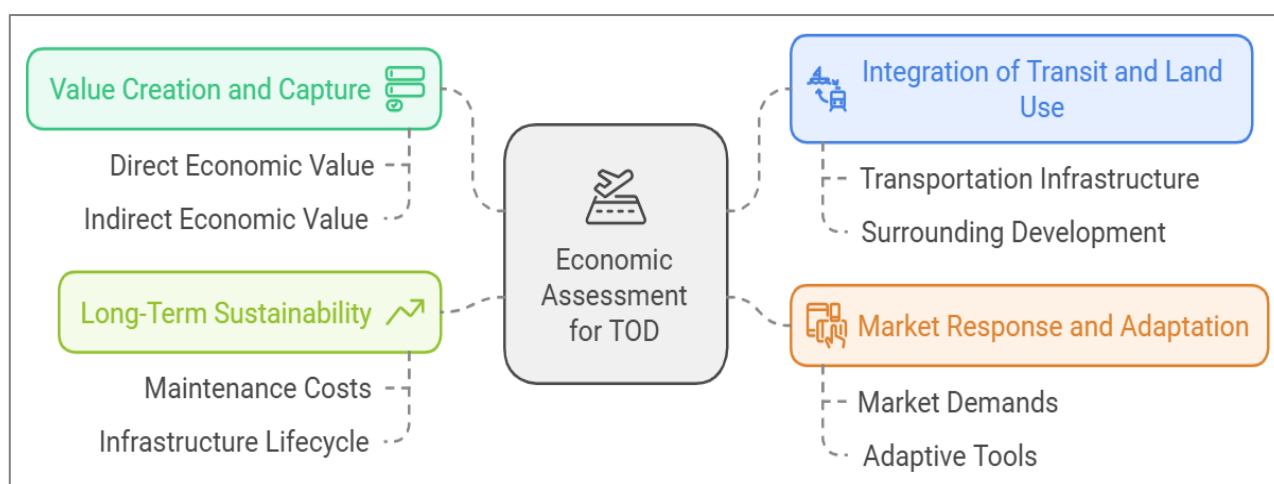 Value Creation and Capture
Direct Economic Value
Indirect Economic Value
Long-Term Sustainability
Maintenance Costs
Infrastructure Lifecycle
Economic
Assessment
for TOD
Integration of Transit and Land
Use
Transportation Infrastructure
Surrounding Development
Market Response and Adaptation
Market Demands
Adaptive Tools